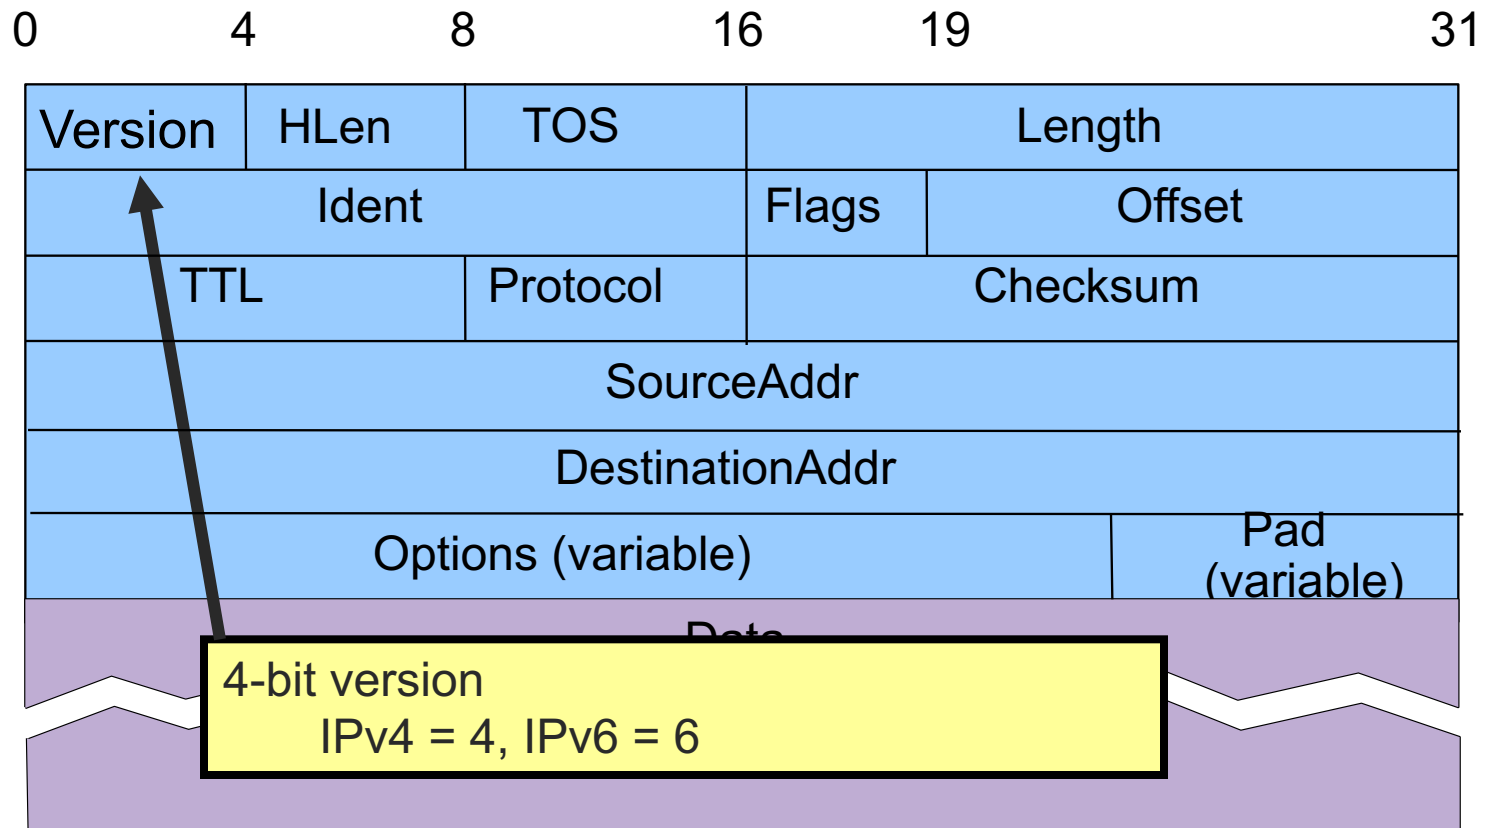 0 4 8 16 19 31
Version HLen TOS Length
Ident Flags Offset
TTL Protocol Checksum
SourceAddr
DestinationAddr
Options (variable) Pad
(variable)
Data
4-bit version
IPv4 = 4, IPv6 = 6